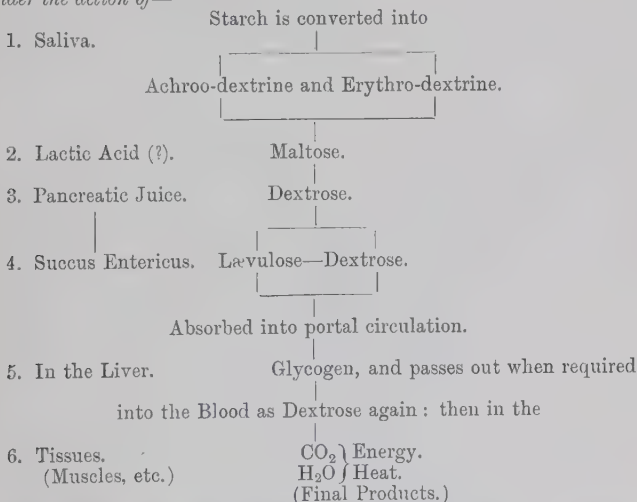 under the action of—
Starch is converted into
1. Saliva.
Achroo-dextrine and Erythro-dextrine.
2. Lactic Acid (?). Maltose.
3. Pancreatic Juice. Dextrose.
4. Succus Entericus. Lævulose—Dextrose.
Absorbed into portal circulation.
5. In the Liver. Glycogen, and passes out when required
into the Blood as Dextrose again: then in the
6. Tissues. CO₂} Energy.
(Muscles, etc.) H₂O} Heat.
(Final Products.)